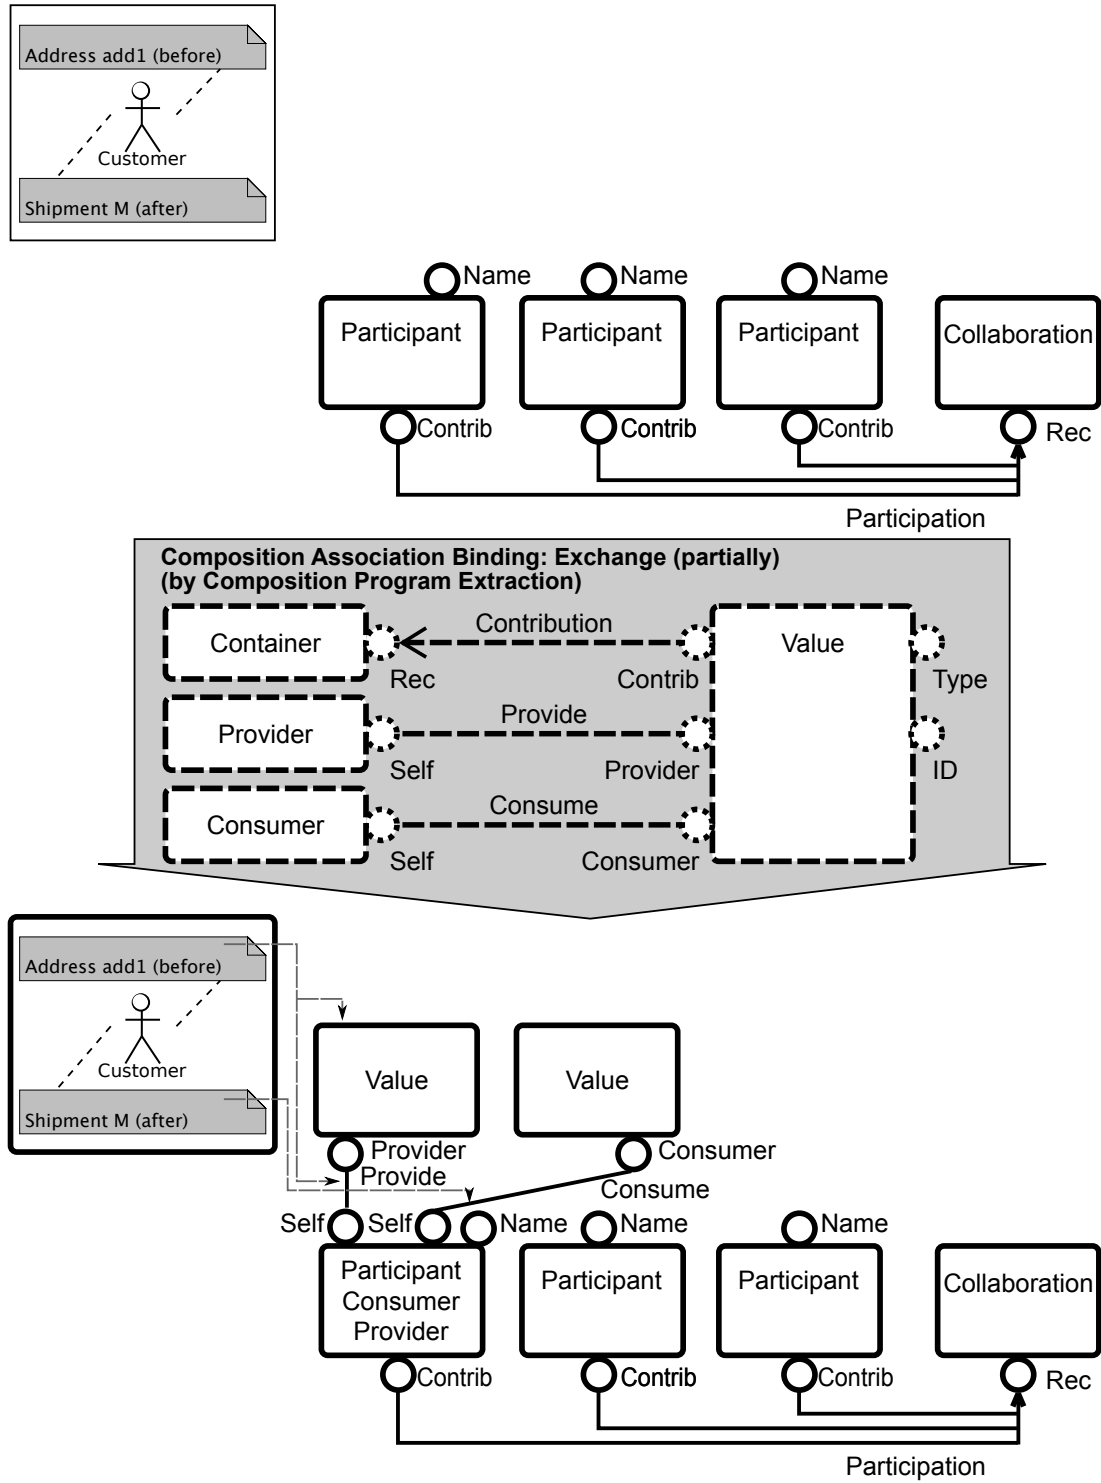 Address add1 (before)
Customer
Shipment M (after)
Name Name Name
Participant Participant Participant Collaboration
Contrib Contrib Contrib Rec
Participation
Composition Association Binding: Exchange (partially)
(by Composition Program Extraction)
Container Contribution Value
Rec Contrib Type
Provider Provide
Self Provider ID
Consumer Consume
Self Consumer
Address add1 (before)
Customer
Shipment M (after)
Value Value
Provider Consumer
Provide Consume
Self Self Name Name Name
Participant
Consumer
Provider
Participant Participant Collaboration
Contrib Contrib Contrib Rec
Participation